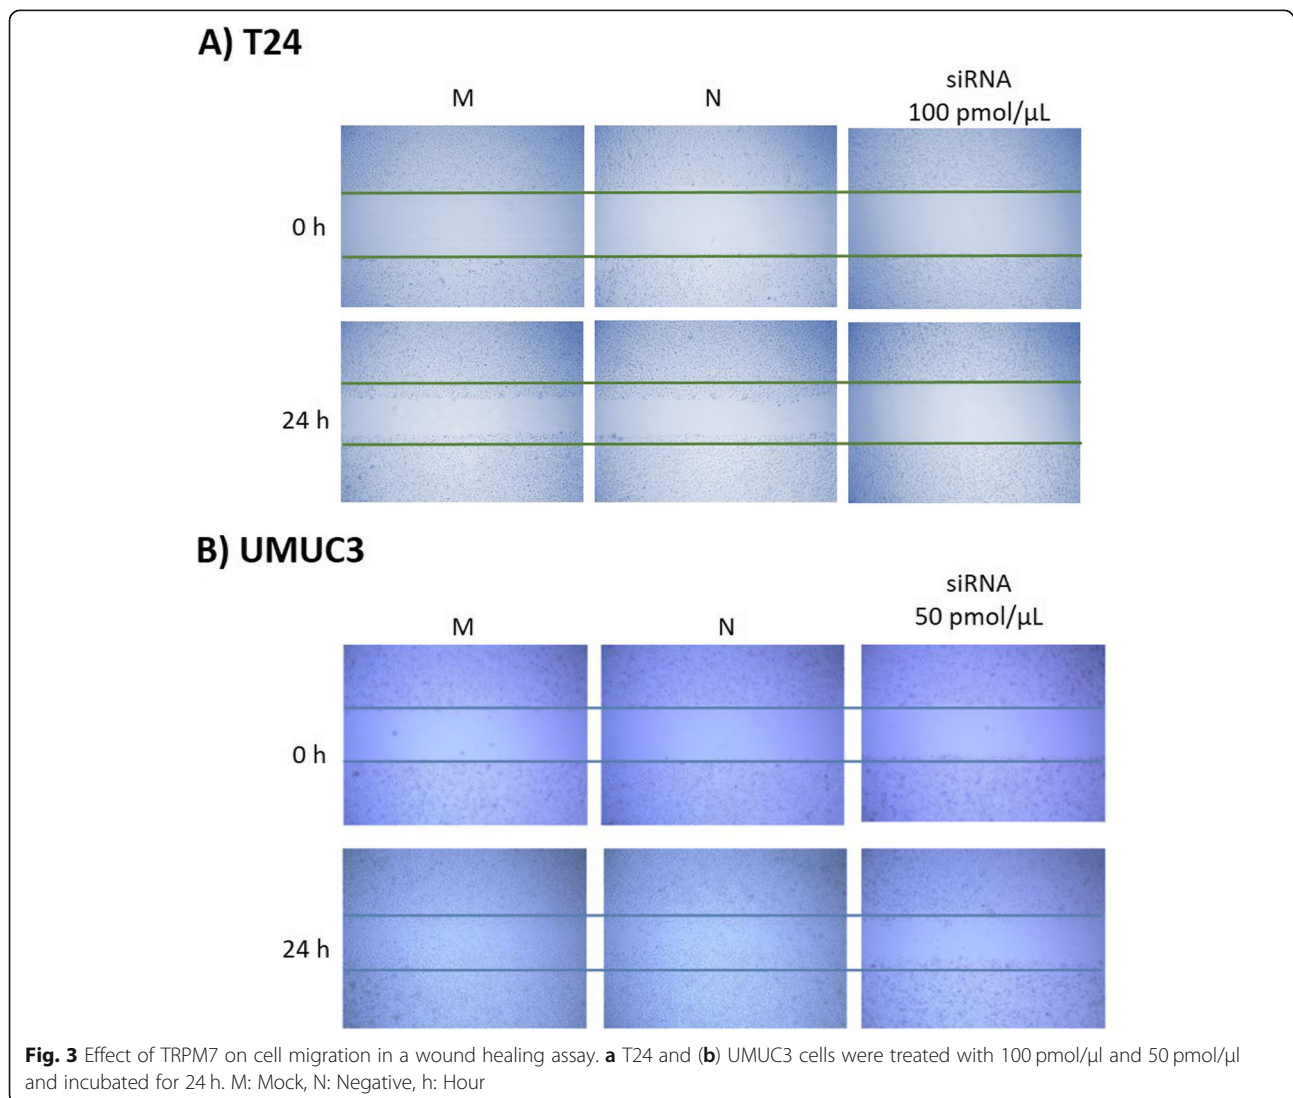 A) T24
M
N
siRNA
100 pmol/µL
0 h
24 h
B) UMUC3
M
N
siRNA
50 pmol/µL
0 h
24 h
Fig. 3 Effect of TRPM7 on cell migration in a wound healing assay. a T24 and (b) UMUC3 cells were treated with 100 pmol/µl and 50 pmol/µl
and incubated for 24 h. M: Mock, N: Negative, h: Hour